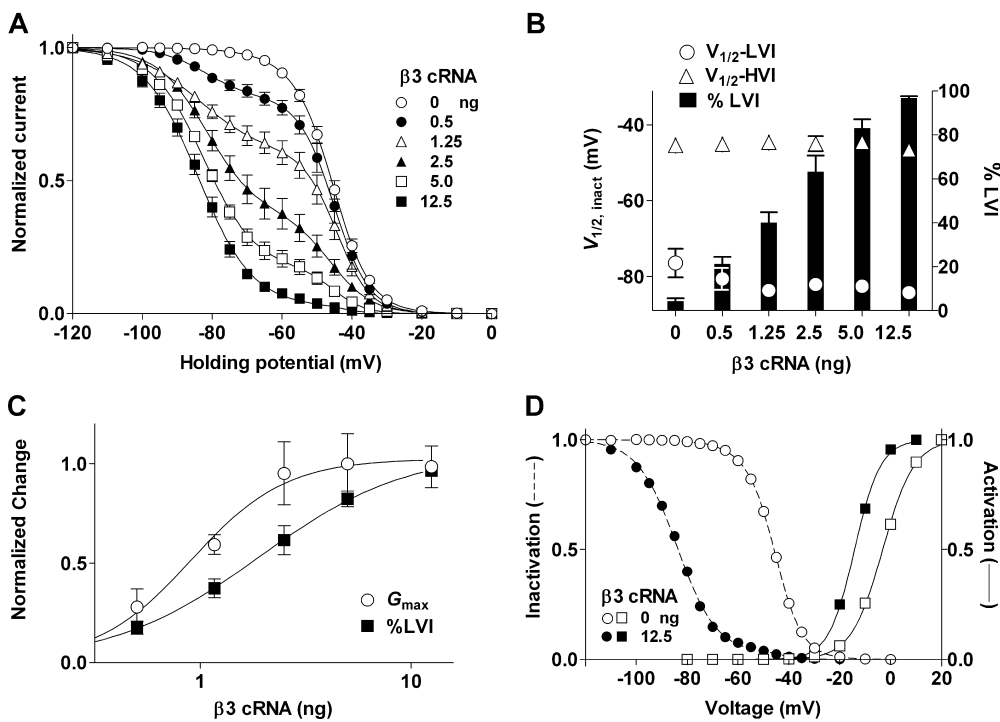 A
Normalized current
1.0
0.5
0.0
-120
-100
-80
-60
-40
-20
0
Holding potential (mV)
β3 cRNA
0 ng
0.5
1.25
2.5
5.0
12.5
B
V1/2-LVI
V1/2-HVI
% LVI
V1/2, inact (mV)
-40
-60
-80
100
80
60
40
20
0
% LVI
0
0.5
1.25
2.5
5.0
12.5
β3 cRNA (ng)
C
Normalized Change
1.0
0.5
0.0
1
10
β3 cRNA (ng)
Gmax
%LVI
D
Inactivation (----)
1.0
0.5
0.0
β3 cRNA
0 ng
12.5
-100
-80
-60
-40
-20
0
20
Voltage (mV)
1.0
0.5
0.0
Activation (——)